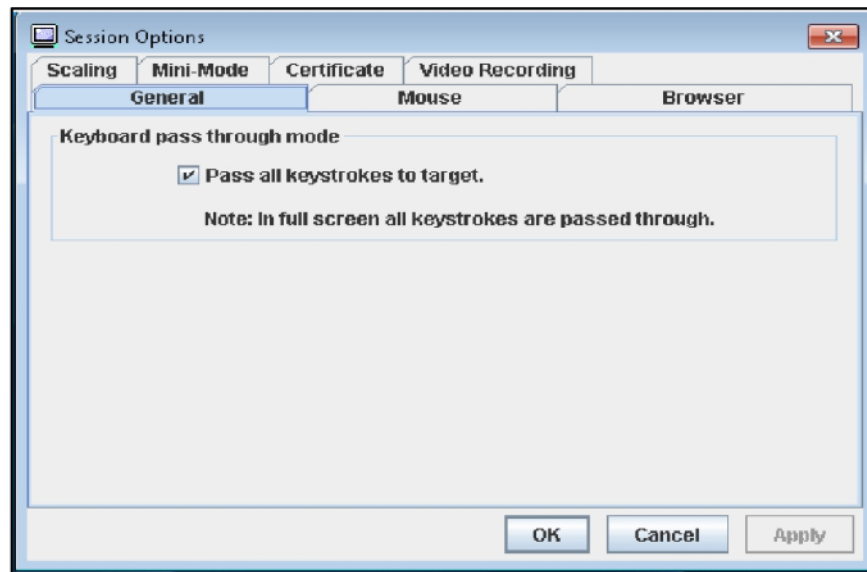 Session Options
Scaling Mini-Mode Certificate Video Recording
General Mouse Browser
Keyboard pass through mode
Pass all keystrokes to target.
Note: In full screen all keystrokes are passed through.
OK Cancel Apply